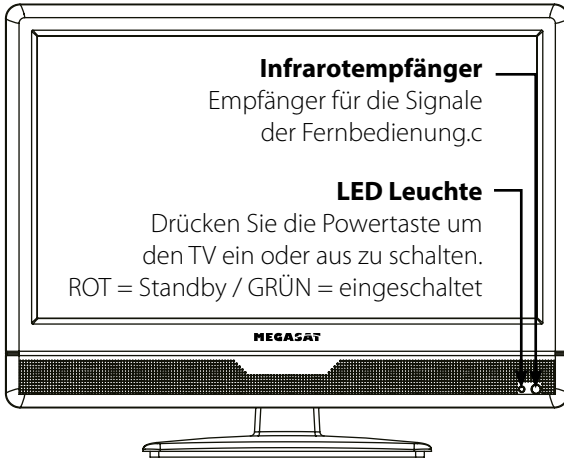 Infrarotempfänger
Empfänger für die Signale
der Fernbedienung.c
LED Leuchte
Drücken Sie die Powertaste um
den TV ein oder aus zu schalten.
ROT = Standby / GRÜN = eingeschaltet
MEGASAT